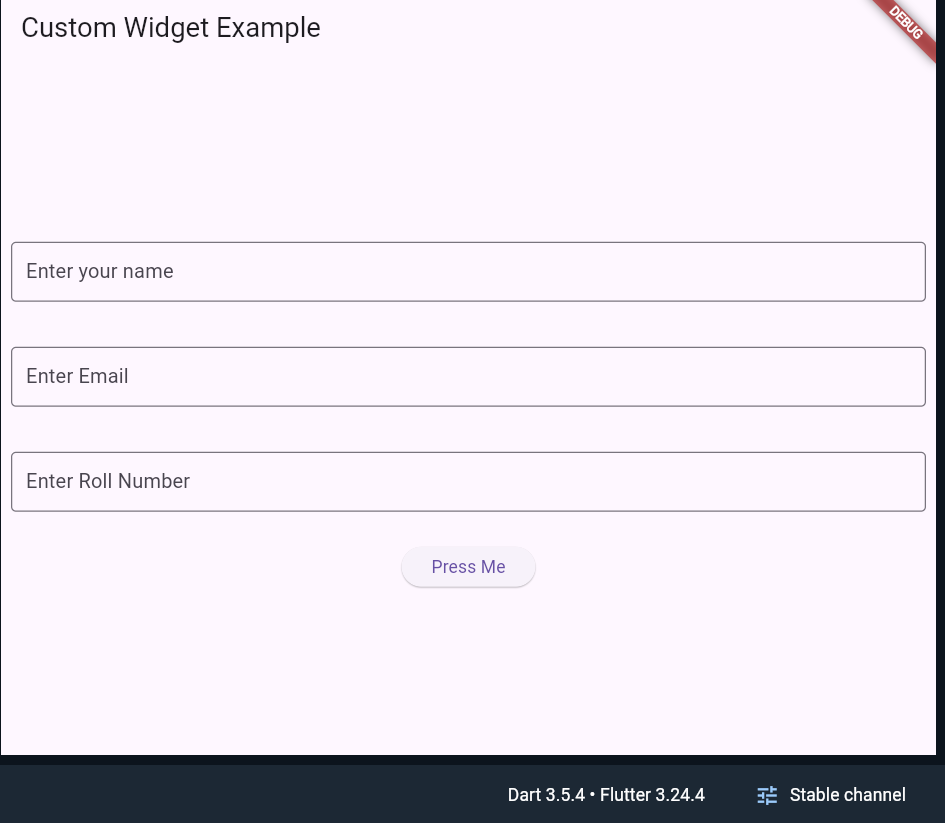 Custom Widget Example
DEBUG
Enter your name
Enter Email
Enter Roll Number
Press Me
Dart 3.5.4 • Flutter 3.24.4
Stable channel